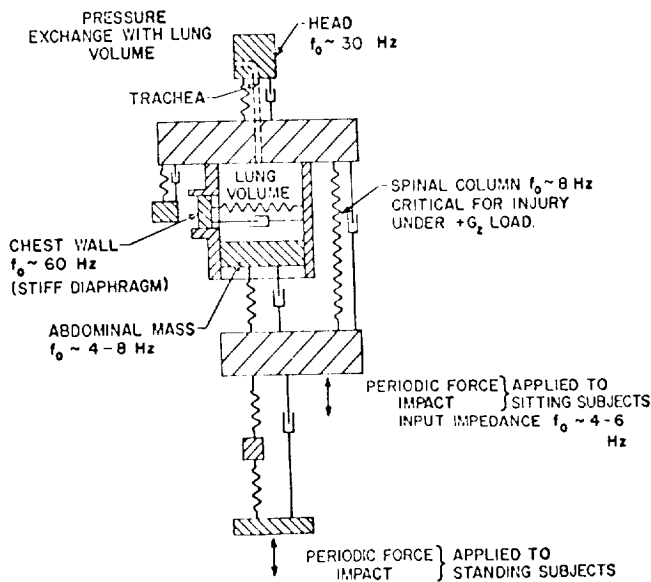 PRESSURE
EXCHANGE WITH LUNG
VOLUME
HEAD
f₀ ~ 30 Hz
TRACHEA
LUNG
VOLUME
SPINAL COLUMN f₀ ~ 8 Hz
CRITICAL FOR INJURY
UNDER +Gz LOAD.
CHEST WALL
f₀ ~ 60 Hz
(STIFF DIAPHRAGM)
ABDOMINAL MASS
f₀ ~ 4 - 8 Hz
PERIODIC FORCE } APPLIED TO
IMPACT } SITTING SUBJECTS
INPUT IMPEDANCE f₀ ~ 4 - 6
Hz
PERIODIC FORCE } APPLIED TO
IMPACT } STANDING SUBJECTS